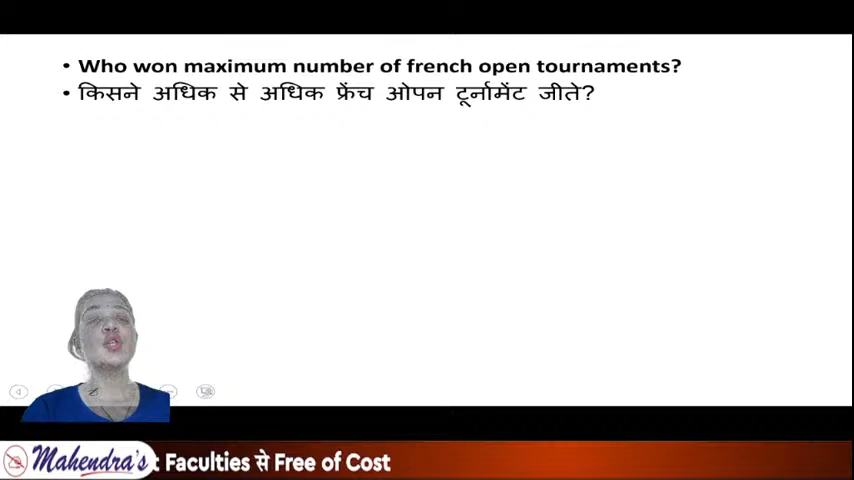 • Who won maximum number of french open tournaments?
• किसने अधिक से अधिक फ्रेंच ओपन टूर्नामेंट जीते?
Mahendra's t Faculties से Free of Cost